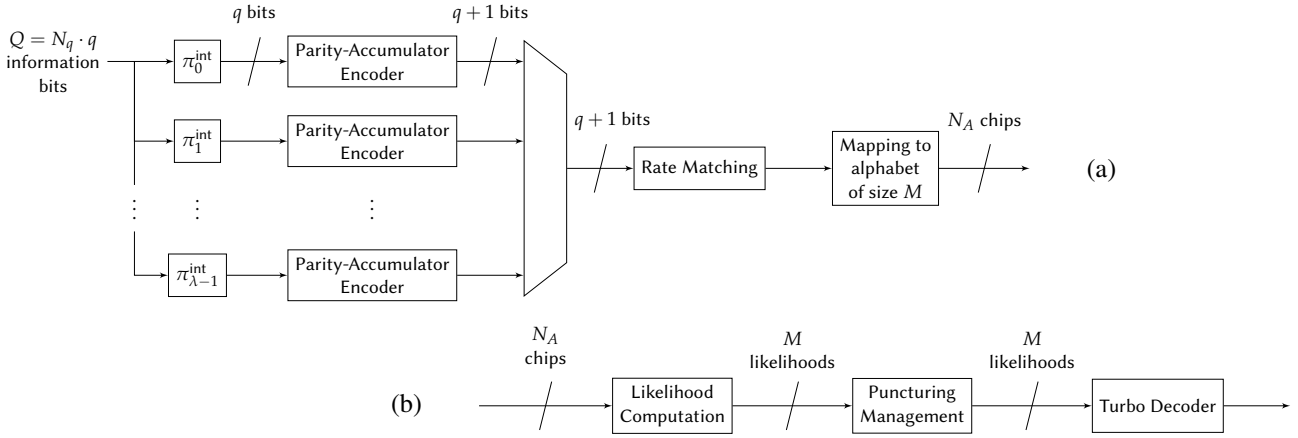 q bits
q + 1 bits
Q = N_q · q
information
bits
π_0^int
Parity-Accumulator
Encoder
π_1^int
Parity-Accumulator
Encoder
q + 1 bits
Rate Matching
Mapping to
alphabet
of size M
N_A chips
(a)
⋮
⋮
⋮
π_{λ−1}^int
Parity-Accumulator
Encoder
N_A
chips
M
likelihoods
M
likelihoods
(b)
Likelihood
Computation
Puncturing
Management
Turbo Decoder